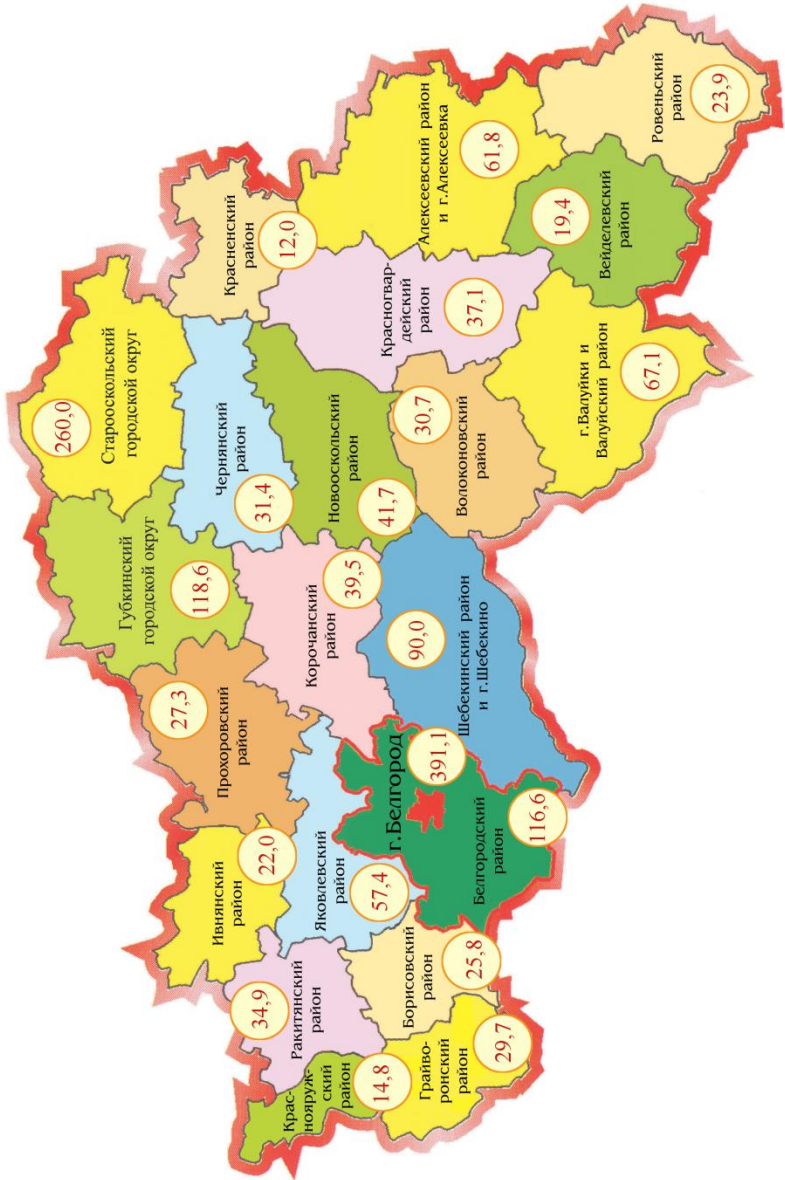 Крас-
нояруж-
ский
район
14,8
Грайво-
ронский
район
29,7
Ракитянский
район
34,9
Борисовский
район
25,8
Ивнянский
район
22,0
Яковлевский
район
57,4
г.Белгород
391,1
Белгородский
район
116,6
Прохоровский
район
27,3
Губкинский
городской округ
118,6
Корочанский
район
39,5
Шебекинский район
и г.Шебекино
90,0
Старооскольский
городской округ
260,0
Чернянский
район
31,4
Новооскольский
район
41,7
Волоконовский
район
30,7
Красненский
район
12,0
Красногвар-
дейский
район
37,1
г.Валуйки и
Валуйский район
67,1
Алексеевский район
и г.Алексеевка
61,8
Вейделевский
район
19,4
Ровеньский
район
23,9